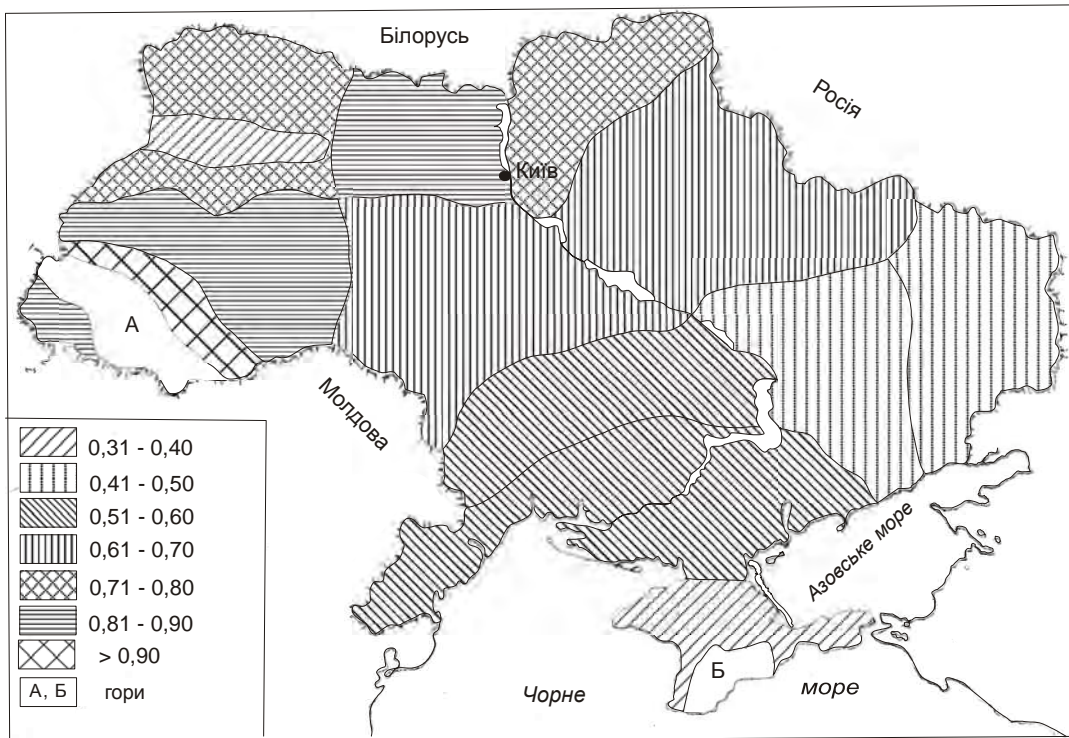 Білорусь
Росія
Київ
А
Молдова
0,31 - 0,40
0,41 - 0,50
0,51 - 0,60
0,61 - 0,70
0,71 - 0,80
0,81 - 0,90
> 0,90
А, Б гори
Азовське море
Б
Чорне море